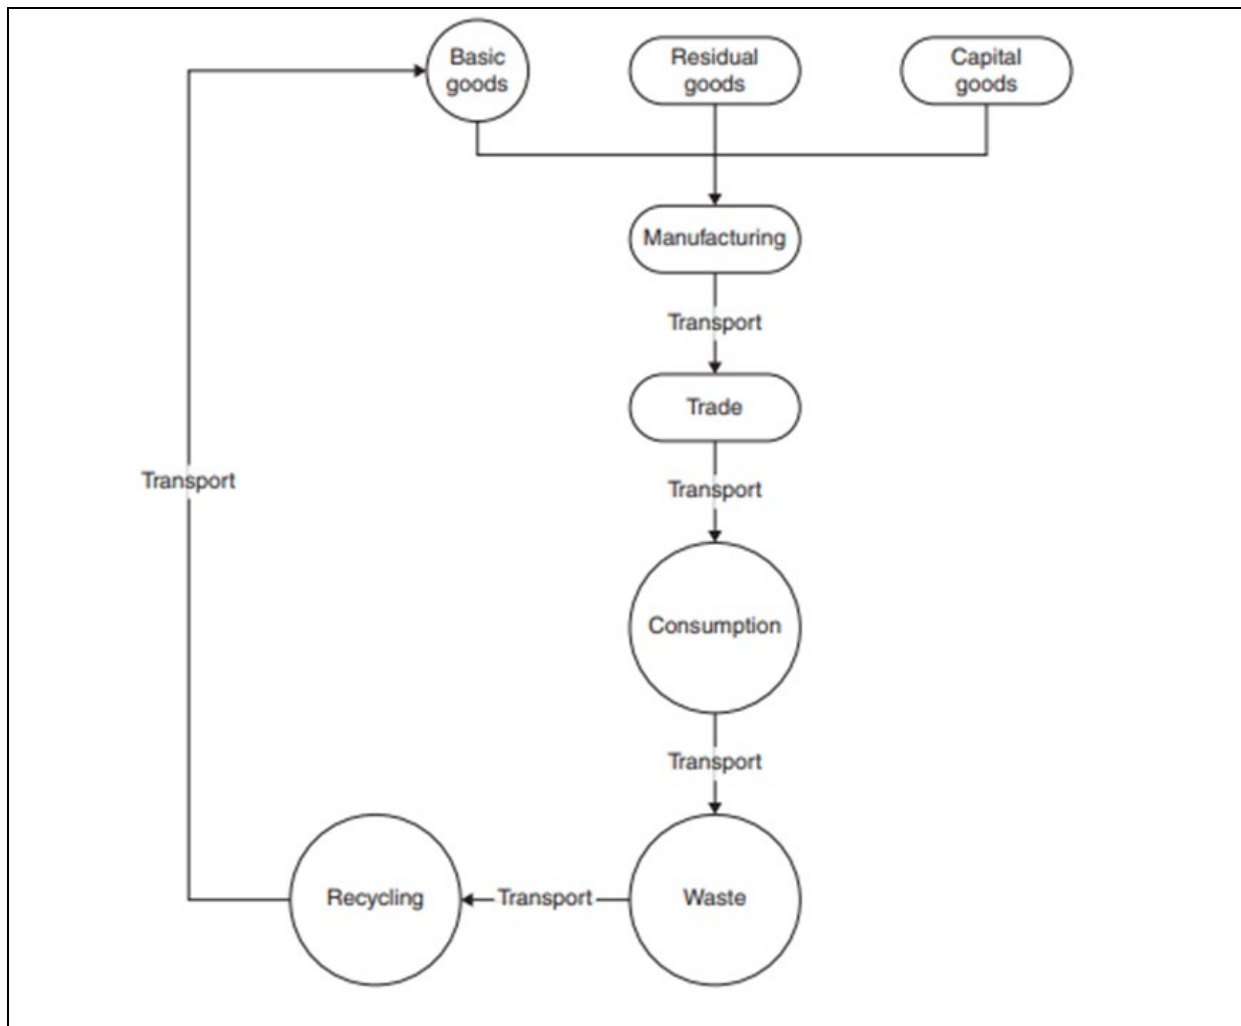 Basic
goods
Residual
goods
Capital
goods
Manufacturing
Transport
Trade
Transport
Transport
Consumption
Transport
Recycling
Transport
Waste